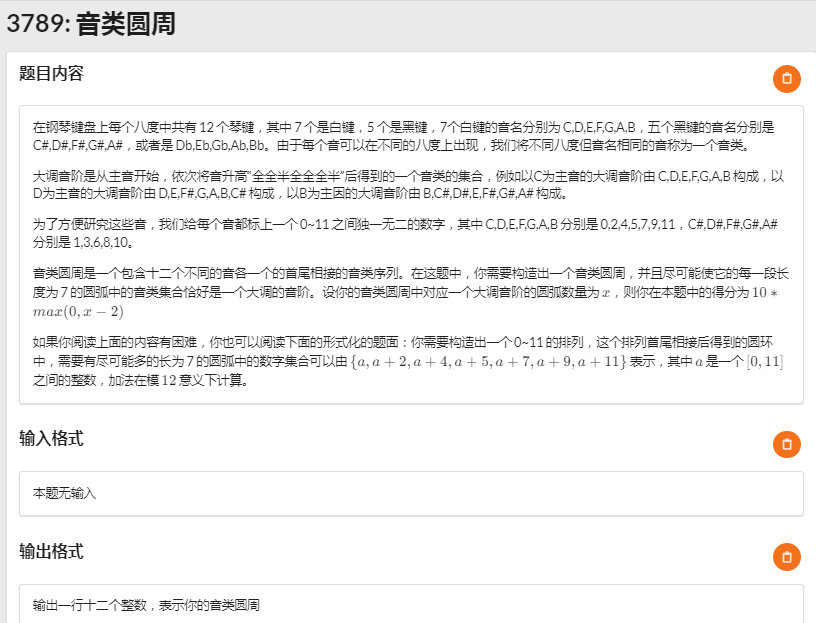 3789: 音类圆周
题目内容
在钢琴键盘上每个八度中共有 12 个琴键，其中 7 个是白键，5 个是黑键，7个白键的音名分别为 C,D,E,F,G,A,B，五个黑键的音名分别是
C#,D#,F#,G#,A#，或者是 Db,Eb,Gb,Ab,Bb。由于每个音可以在不同的八度上出现，我们将不同八度但音名相同的音称为一个音类。
大调音阶是从主音开始，依次将音升高“全全半全全全半”后得到的一个音类的集合，例如以C为主音的大调音阶由 C,D,E,F,G,A,B 构成，以
D为主音的大调音阶由 D,E,F#,G,A,B,C# 构成，以B为主因的大调音阶由 B,C#,D#,E,F#,G#,A# 构成。
为了方便研究这些音，我们给每个音都标上一个 0~11 之间独一无二的数字，其中 C,D,E,F,G,A,B 分别是 0,2,4,5,7,9,11，C#,D#,F#,G#,A#
分别是 1,3,6,8,10。
音类圆周是一个包含十二个不同的音各一个的首尾相接的音类序列。在这题中，你需要构造出一个音类圆周，并且尽可能使它的每一段长
度为 7 的圆弧中的音类集合恰好是一个大调的音阶。设你的音类圆周中对应一个大调音阶的圆弧数量为 x，则你在本题中的得分为 10 *
max(0, x − 2)
如果你阅读上面的内容有困难，你也可以阅读下面的形式化的题面：你需要构造出一个 0~11 的排列，这个排列首尾相接后得到的圆环
中，需要有尽可能多的长为 7 的圆弧中的数字集合可以由 {a, a + 2, a + 4, a + 5, a + 7, a + 9, a + 11} 表示，其中 a 是一个 [0, 11]
之间的整数，加法在模 12 意义下计算。
输入格式
本题无输入
输出格式
输出一行十二个整数，表示你的音类圆周